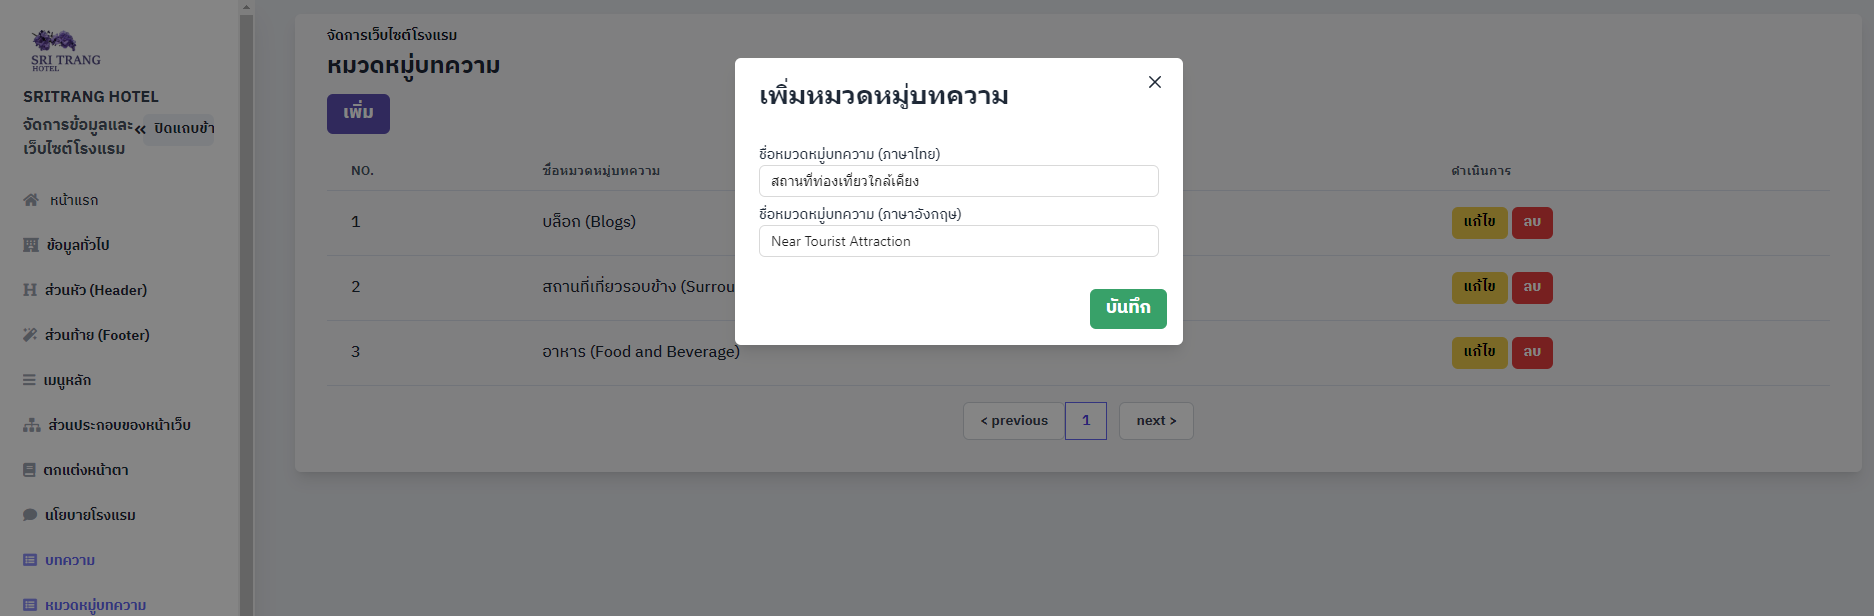 SRI TRANG
HOTEL
SRITRANG HOTEL
จัดการข้อมูลและ
เว็บไซต์โรงแรม
« ปิดแถบข้า
หน้าแรก
ข้อมูลทั่วไป
ส่วนหัว (Header)
ส่วนท้าย (Footer)
เมนูหลัก
ส่วนประกอบของหน้าเว็บ
ตกแต่งหน้าตา
นโยบายโรงแรม
บทความ
หมวดหมู่บทความ
จัดการเว็บไซต์โรงแรม
หมวดหมู่บทความ
เพิ่ม
NO. ชื่อหมวดหมู่บทความ ดำเนินการ
1 บล็อก (Blogs) แก้ไข ลบ
2 สถานที่เที่ยวรอบข้าง (Surrou แก้ไข ลบ
3 อาหาร (Food and Beverage) แก้ไข ลบ
< previous 1 next >
เพิ่มหมวดหมู่บทความ
ชื่อหมวดหมู่บทความ (ภาษาไทย)
สถานที่ท่องเที่ยวใกล้เคียง
ชื่อหมวดหมู่บทความ (ภาษาอังกฤษ)
Near Tourist Attraction
บันทึก